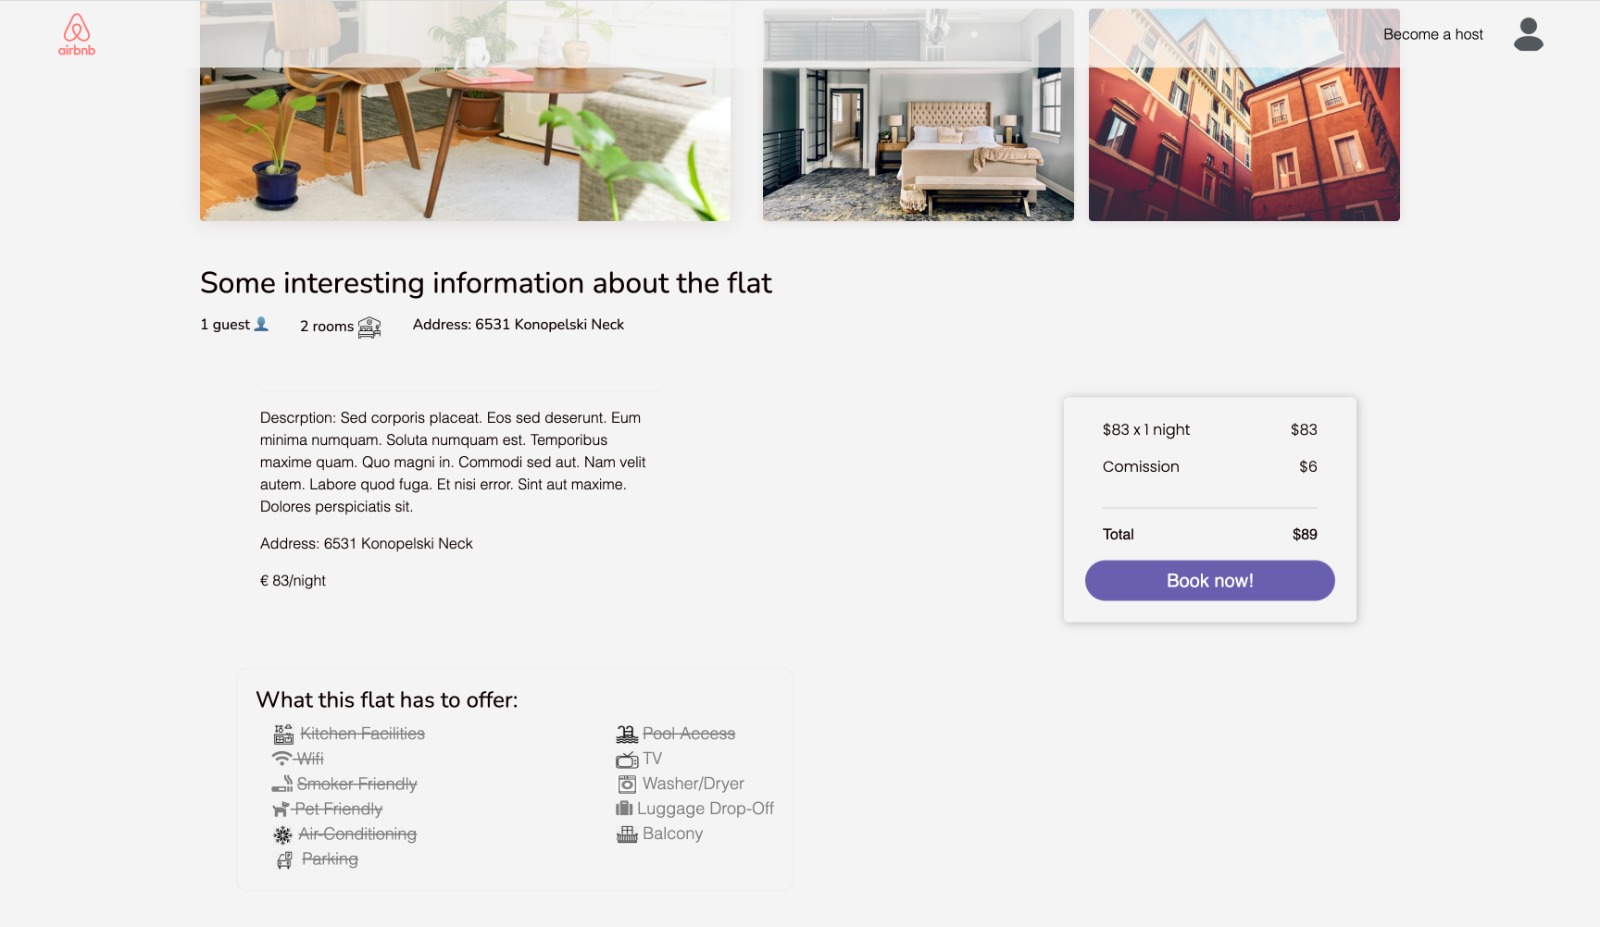 airbnb
Become a host
Some interesting information about the flat
1 guest
2 rooms
Address: 6531 Konopelski Neck
Descrption: Sed corporis placeat. Eos sed deserunt. Eum
minima numquam. Soluta numquam est. Temporibus
maxime quam. Quo magni in. Commodi sed aut. Nam velit
autem. Labore quod fuga. Et nisi error. Sint aut maxime.
Dolores perspiciatis sit.
Address: 6531 Konopelski Neck
€ 83/night
$83 x 1 night $83
Comission $6
Total $89
Book now!
What this flat has to offer:
Kitchen Facilities
Wifi
Smoker Friendly
Pet Friendly
Air-Conditioning
Parking
Pool Access
TV
Washer/Dryer
Luggage Drop-Off
Balcony